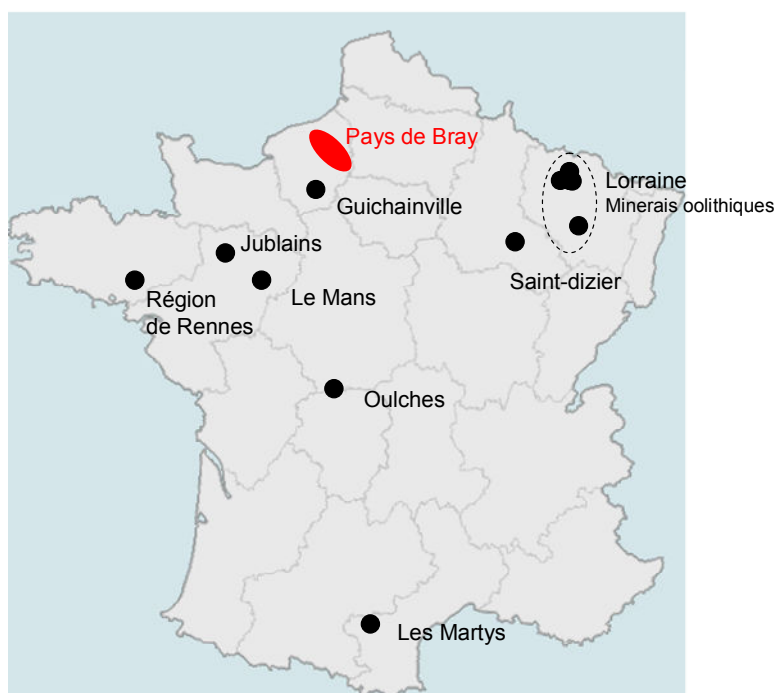 Pays de Bray
Lorraine
Minerais oolithiques
Guichainville
Jublains
Saint-dizier
Région
de Rennes
Le Mans
Oulches
Les Martys